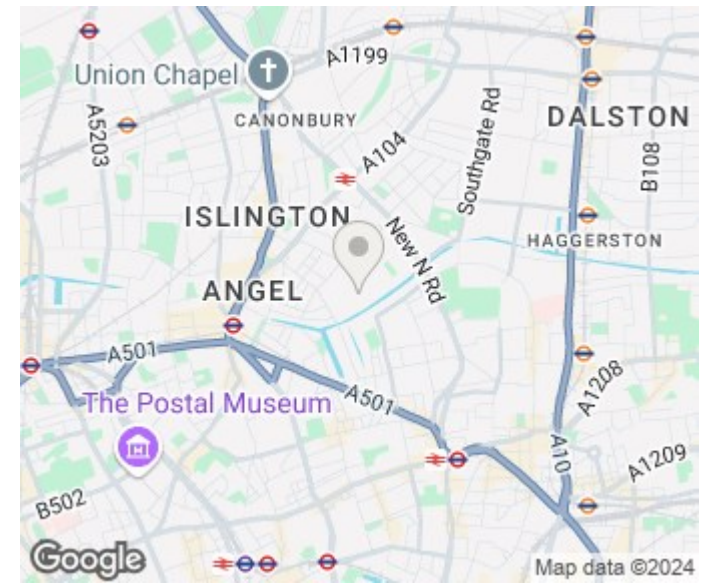 A1199
Union Chapel
A5203
CANONBURY
A104
Southgate Rd
DALSTON
B108
ISLINGTON
New N Rd
HAGGERSTON
ANGEL
A501
A501
A1208
The Postal Museum
A10
A1209
B502
Google
Map data ©2024